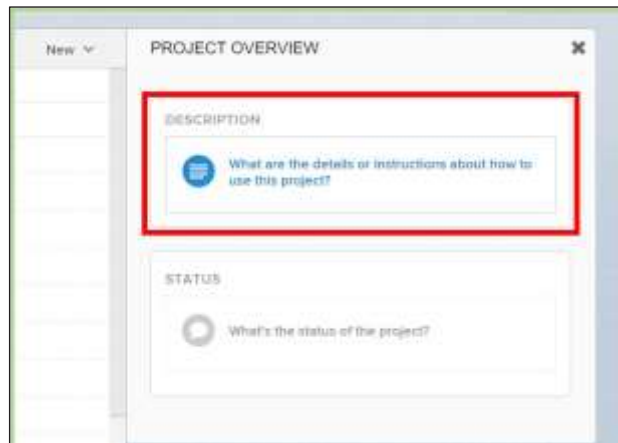 New
PROJECT OVERVIEW
DESCRIPTION
What are the details or instructions about how to
use this project?
STATUS
What's the status of the project?